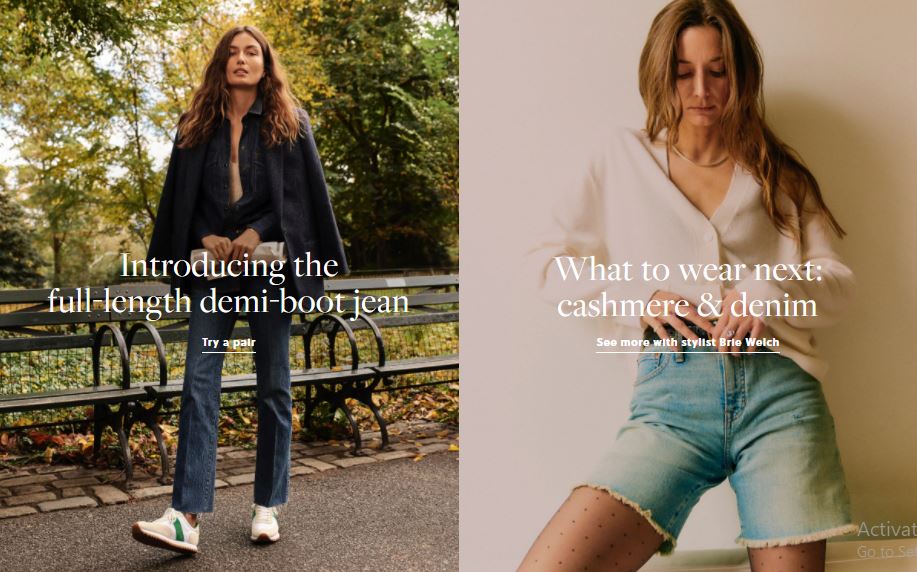 Introducing the
full-length demi-boot jean
Try a pair
What to wear next:
cashmere & denim
See more with stylist Brie Welch
Activat
Go to Se